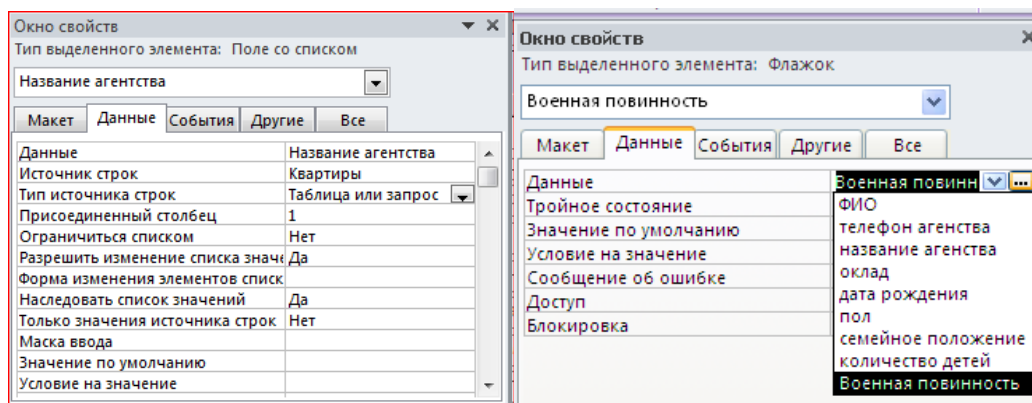 Окно свойств
Тип выделенного элемента: Поле со списком
Название агентства
Макет Данные События Другие Все
Данные Название агентства
Источник строк Квартиры
Тип источника строк Таблица или запрос
Присоединенный столбец 1
Ограничиться списком Нет
Разрешить изменение списка значе Да
Форма изменения элементов списк
Наследовать список значений Да
Только значения источника строк Нет
Маска ввода
Значение по умолчанию
Условие на значение
Окно свойств
Тип выделенного элемента: Флажок
Военная повинность
Макет Данные События Другие Все
Данные Военная повинн
Тройное состояние
Значение по умолчанию
Условие на значение
Сообщение об ошибке
Доступ
Блокировка
ФИО
телефон агенства
название агенства
оклад
дата рождения
пол
семейное положение
количество детей
Военная повинность